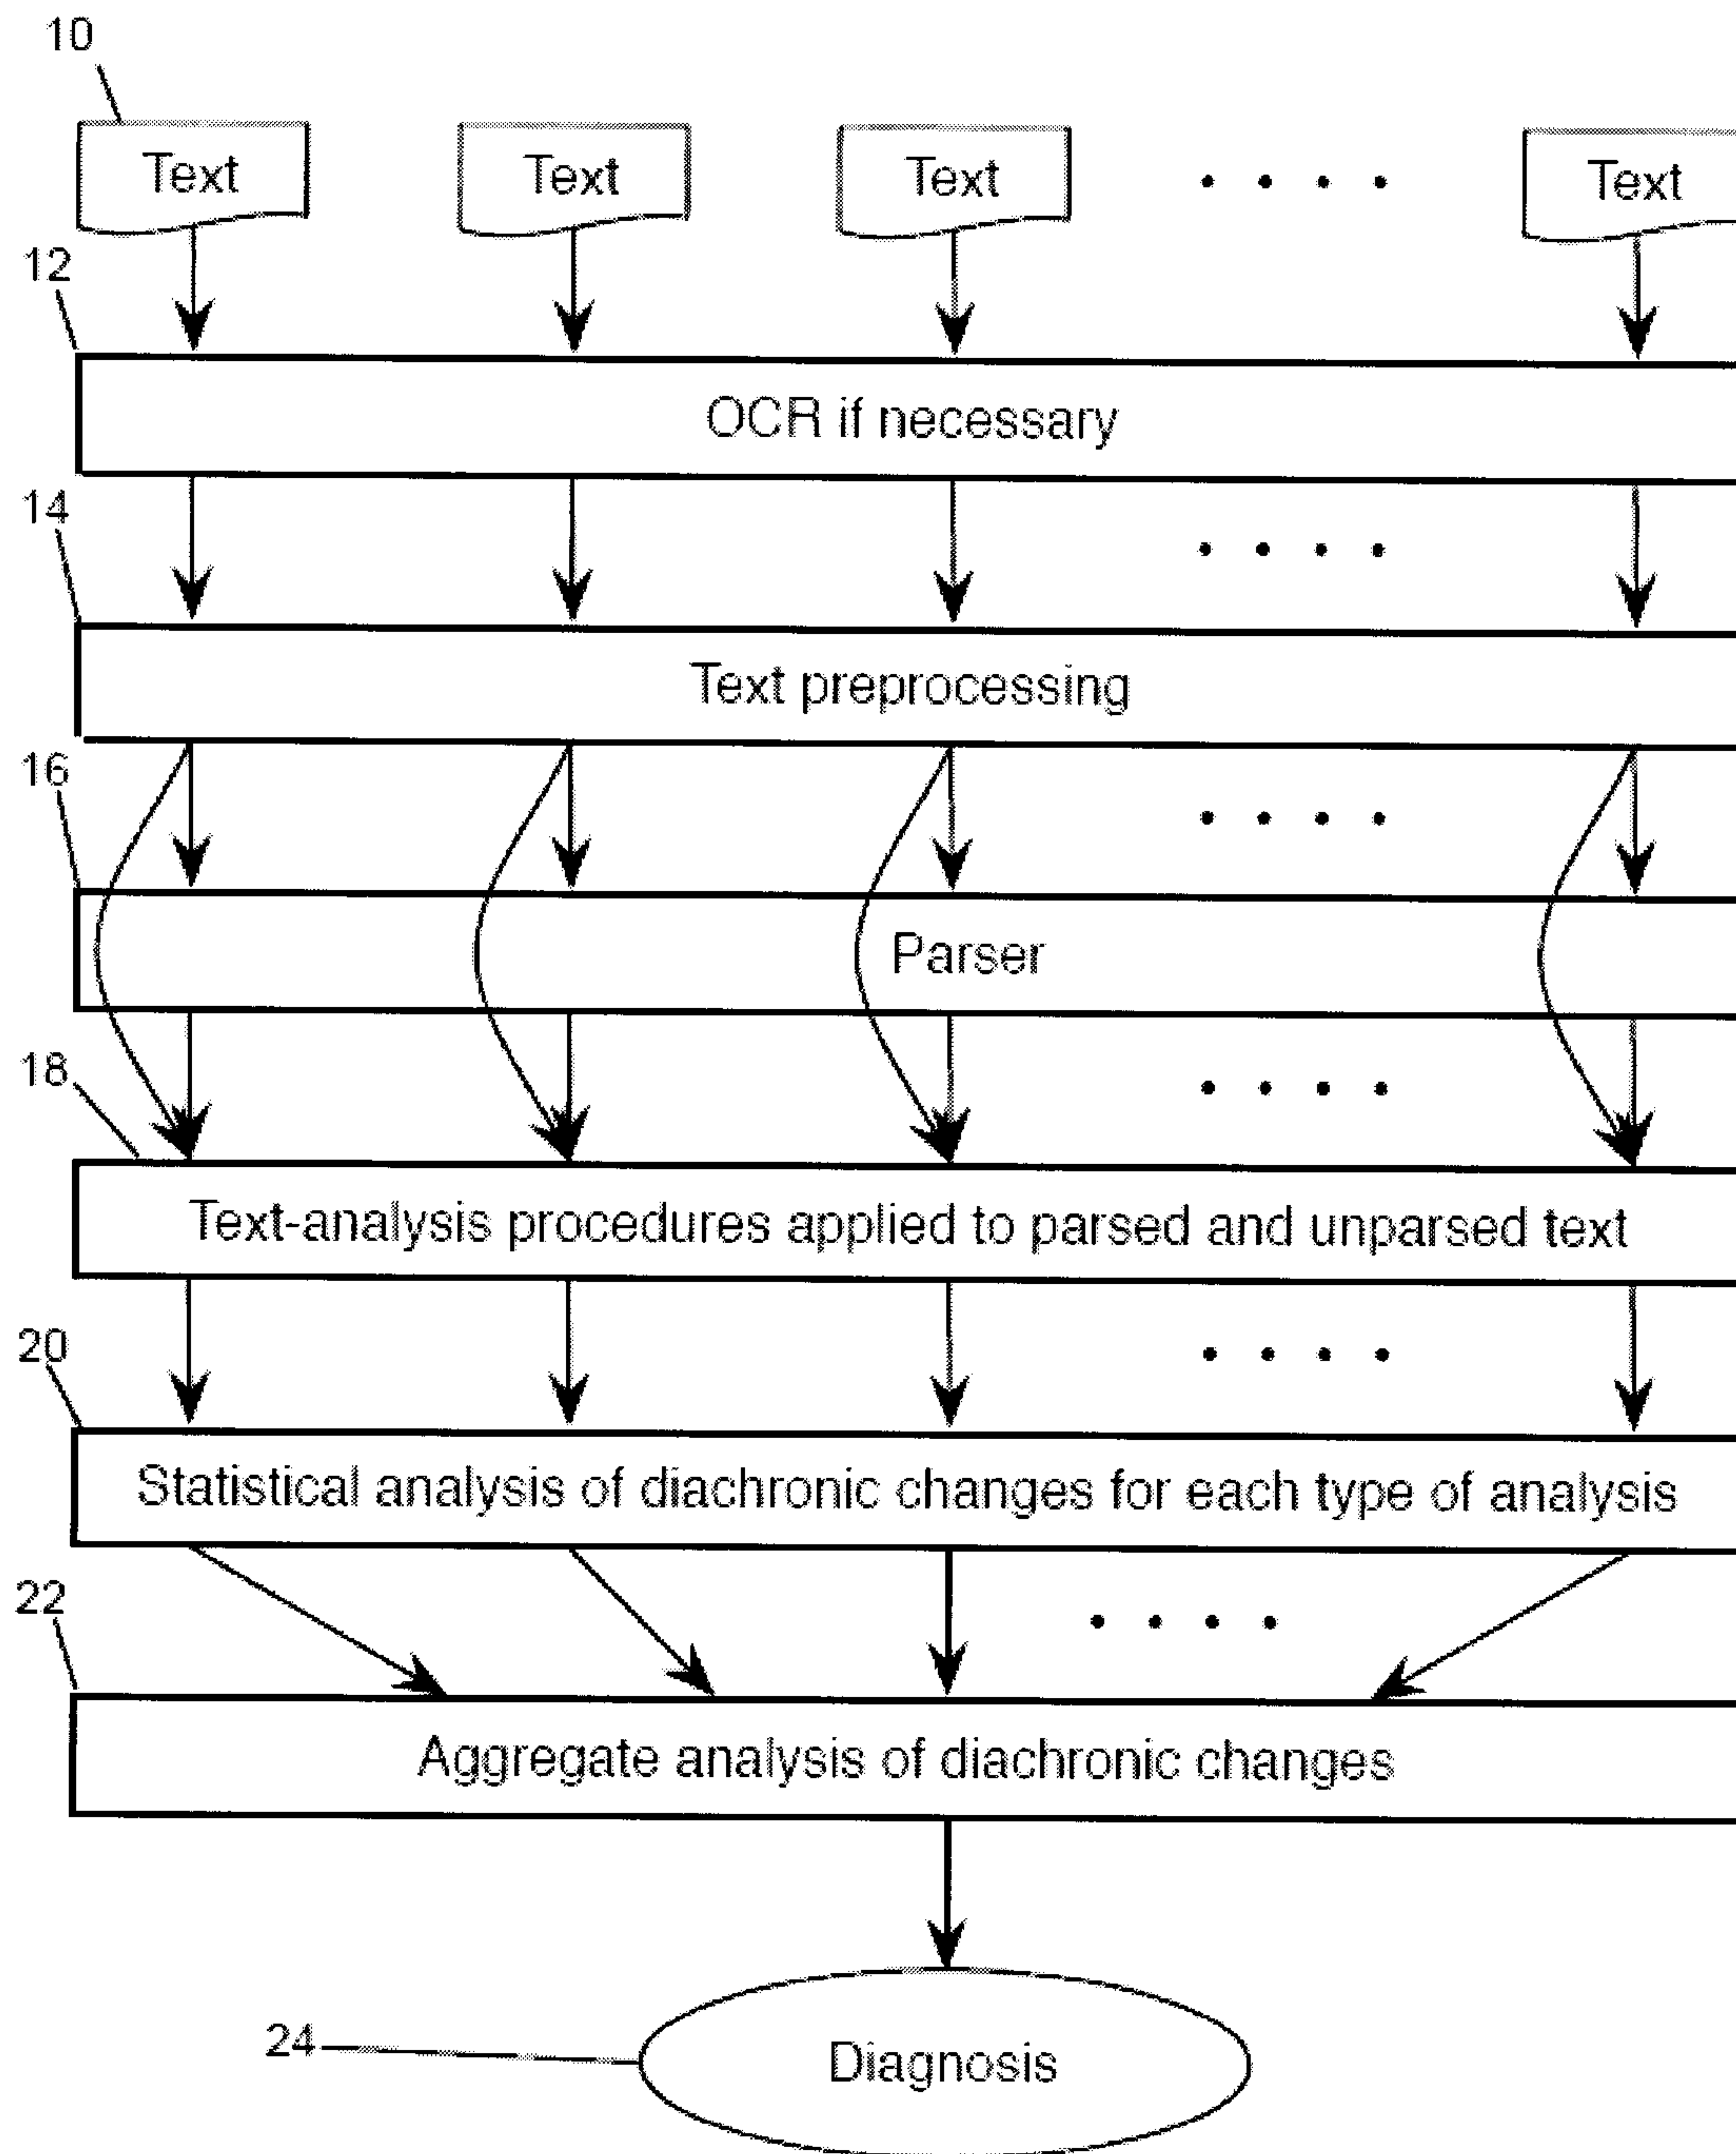 10
Text Text Text . . . . Text
12
OCR if necessary
14
. . . .
Text preprocessing
16
. . . .
Parser
18
. . . .
Text-analysis procedures applied to parsed and unparsed text
20
. . . .
Statistical analysis of diachronic changes for each type of analysis
22
. . . .
Aggregate analysis of diachronic changes
24
Diagnosis